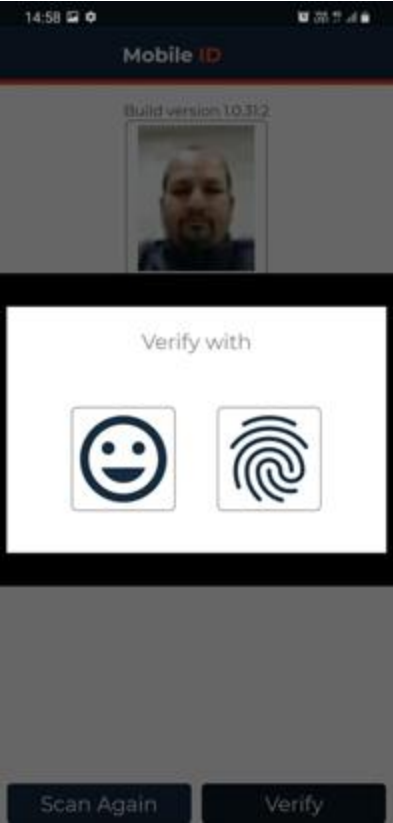 14:58
Mobile ID
Build version 1.0.31.2
Verify with
Scan Again
Verify